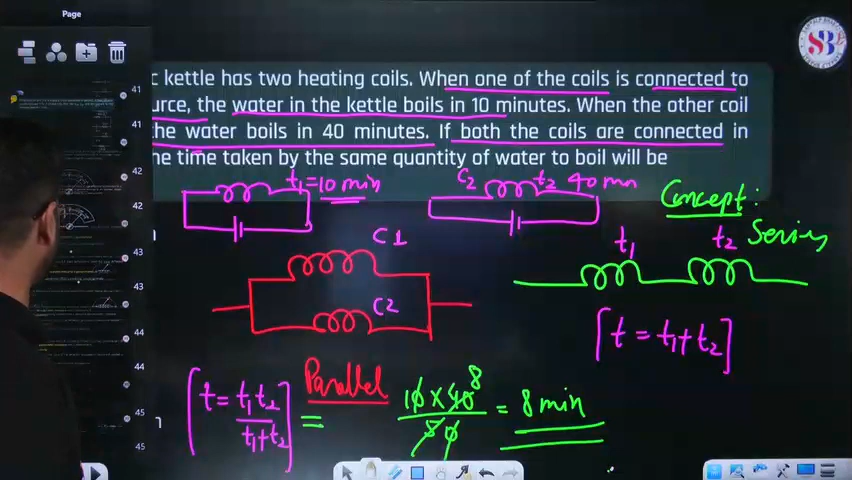 Page
c kettle has two heating coils. When one of the coils is connected to
urce, the water in the kettle boils in 10 minutes. When the other coil
he water boils in 40 minutes. If both the coils are connected in
he time taken by the same quantity of water to boil will be
t₁ = 10 min
C₂ t₂ 40 mn
Concept:
Series
C1
t₁ t₂
C2
[t = t₁ + t₂]
Parallel
[t = t₁t₂ / t₁+t₂] = 10 × 40 8 / 50 = 8 min
41
41
42
42
43
43
44
44
45
45
SB